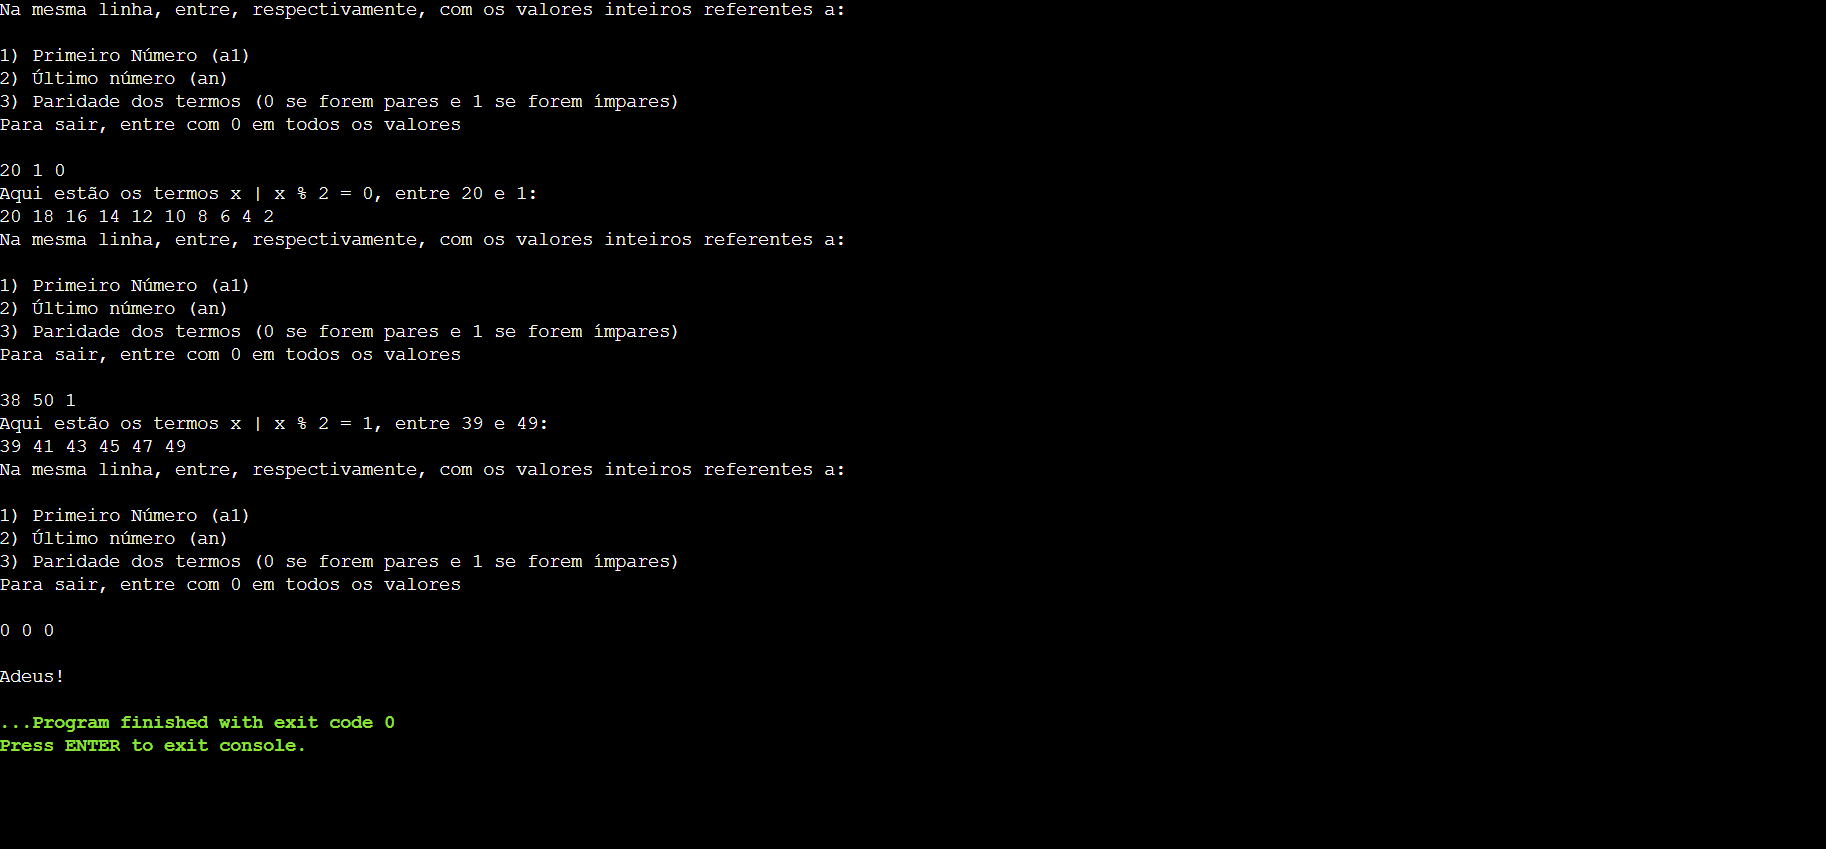 Na mesma linha, entre, respectivamente, com os valores inteiros referentes a:
1) Primeiro Número (a1)
2) Último número (an)
3) Paridade dos termos (0 se forem pares e 1 se forem ímpares)
Para sair, entre com 0 em todos os valores
20 1 0
Aqui estão os termos x | x % 2 = 0, entre 20 e 1:
20 18 16 14 12 10 8 6 4 2
Na mesma linha, entre, respectivamente, com os valores inteiros referentes a:
1) Primeiro Número (a1)
2) Último número (an)
3) Paridade dos termos (0 se forem pares e 1 se forem ímpares)
Para sair, entre com 0 em todos os valores
38 50 1
Aqui estão os termos x | x % 2 = 1, entre 39 e 49:
39 41 43 45 47 49
Na mesma linha, entre, respectivamente, com os valores inteiros referentes a:
1) Primeiro Número (a1)
2) Último número (an)
3) Paridade dos termos (0 se forem pares e 1 se forem ímpares)
Para sair, entre com 0 em todos os valores
0 0 0
Adeus!
...Program finished with exit code 0
Press ENTER to exit console.